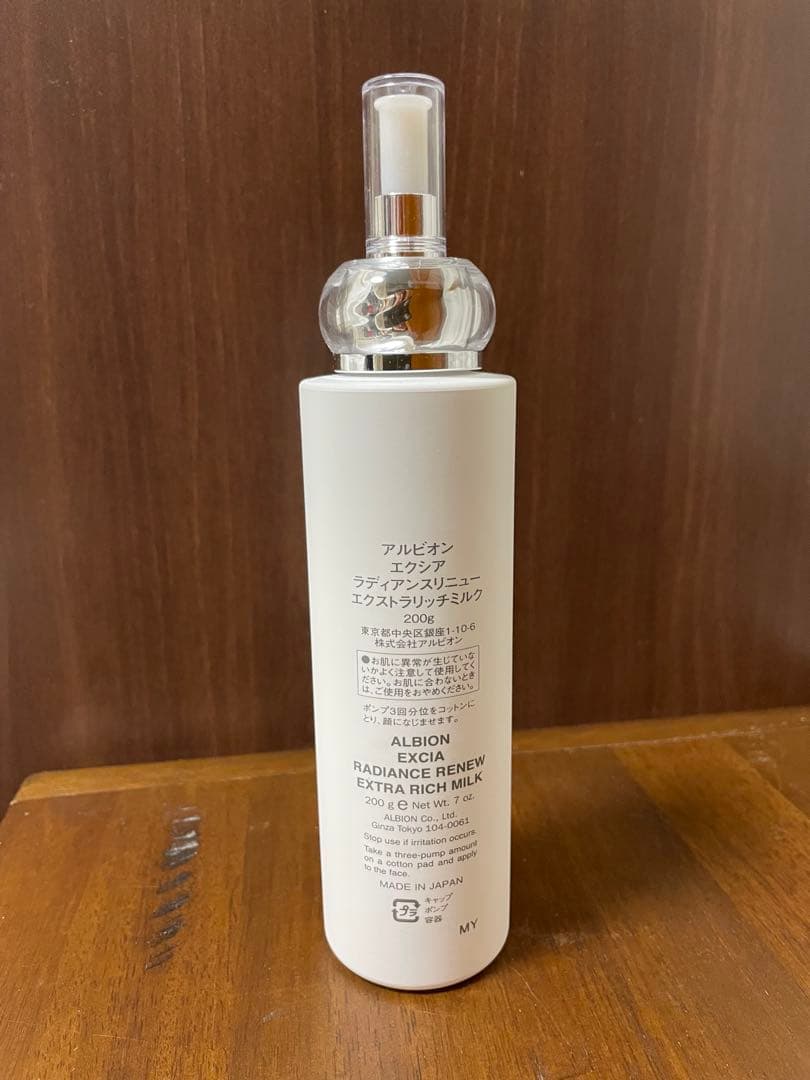 アルビオン
エクシア
ラディアンスリニュー
エクストラリッチミルク
200g
東京都中央区銀座1-10-6
株式会社アルビオン
●お肌に異常が生じていな
いかよく注意して使用してく
ださい。お肌に合わないとき
は、ご使用をおやめください。
ポンプ3回分位をコットンに
とり、顔になじませます。
ALBION
EXCIA
RADIANCE RENEW
EXTRA RICH MILK
200 g ℮ Net Wt. 7 oz.
ALBION Co., Ltd.
Ginza Tokyo 104-0061
Stop use if irritation occurs.
Take a three-pump amount
on a cotton pad and apply
to the face.
MADE IN JAPAN
プラ
キャップ
ポンプ
容器
MY